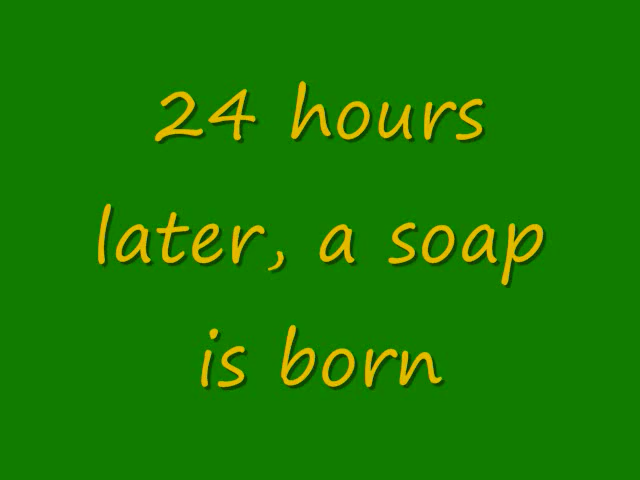 24 hours
later, a soap
is born